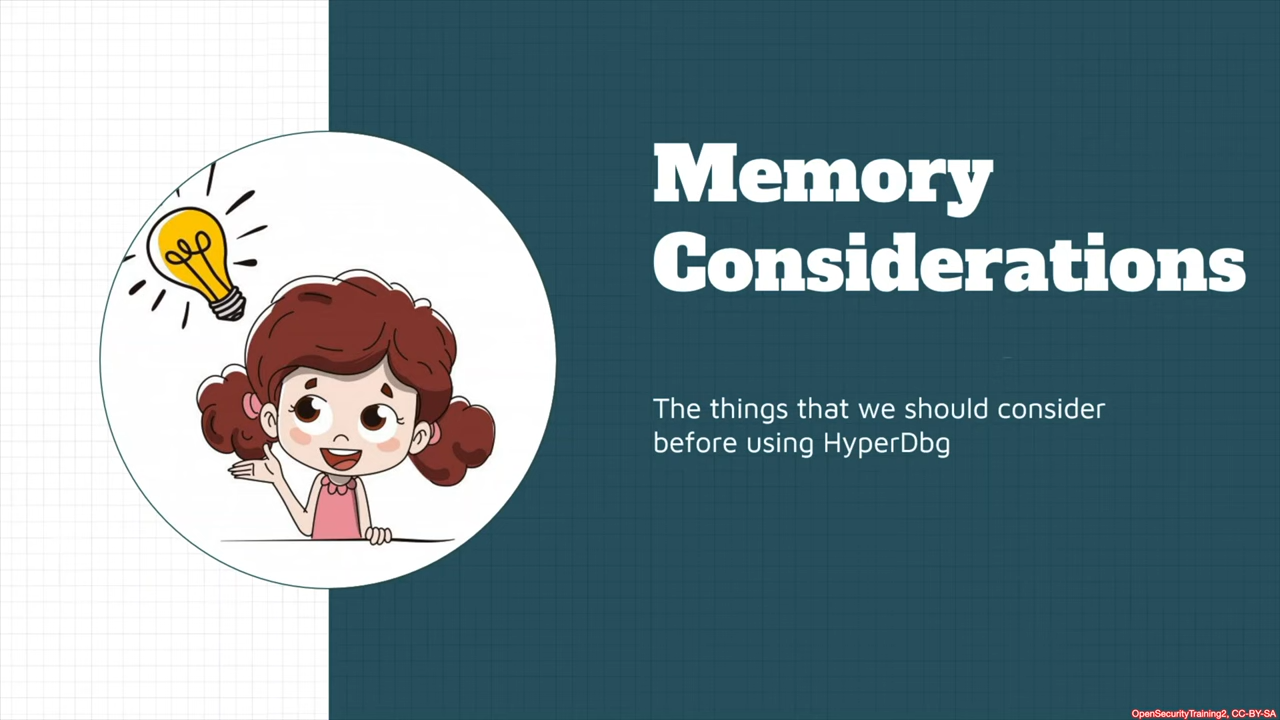 Memory
Considerations
The things that we should consider
before using HyperDbg
OpenSecurityTraining2, CC-BY-SA